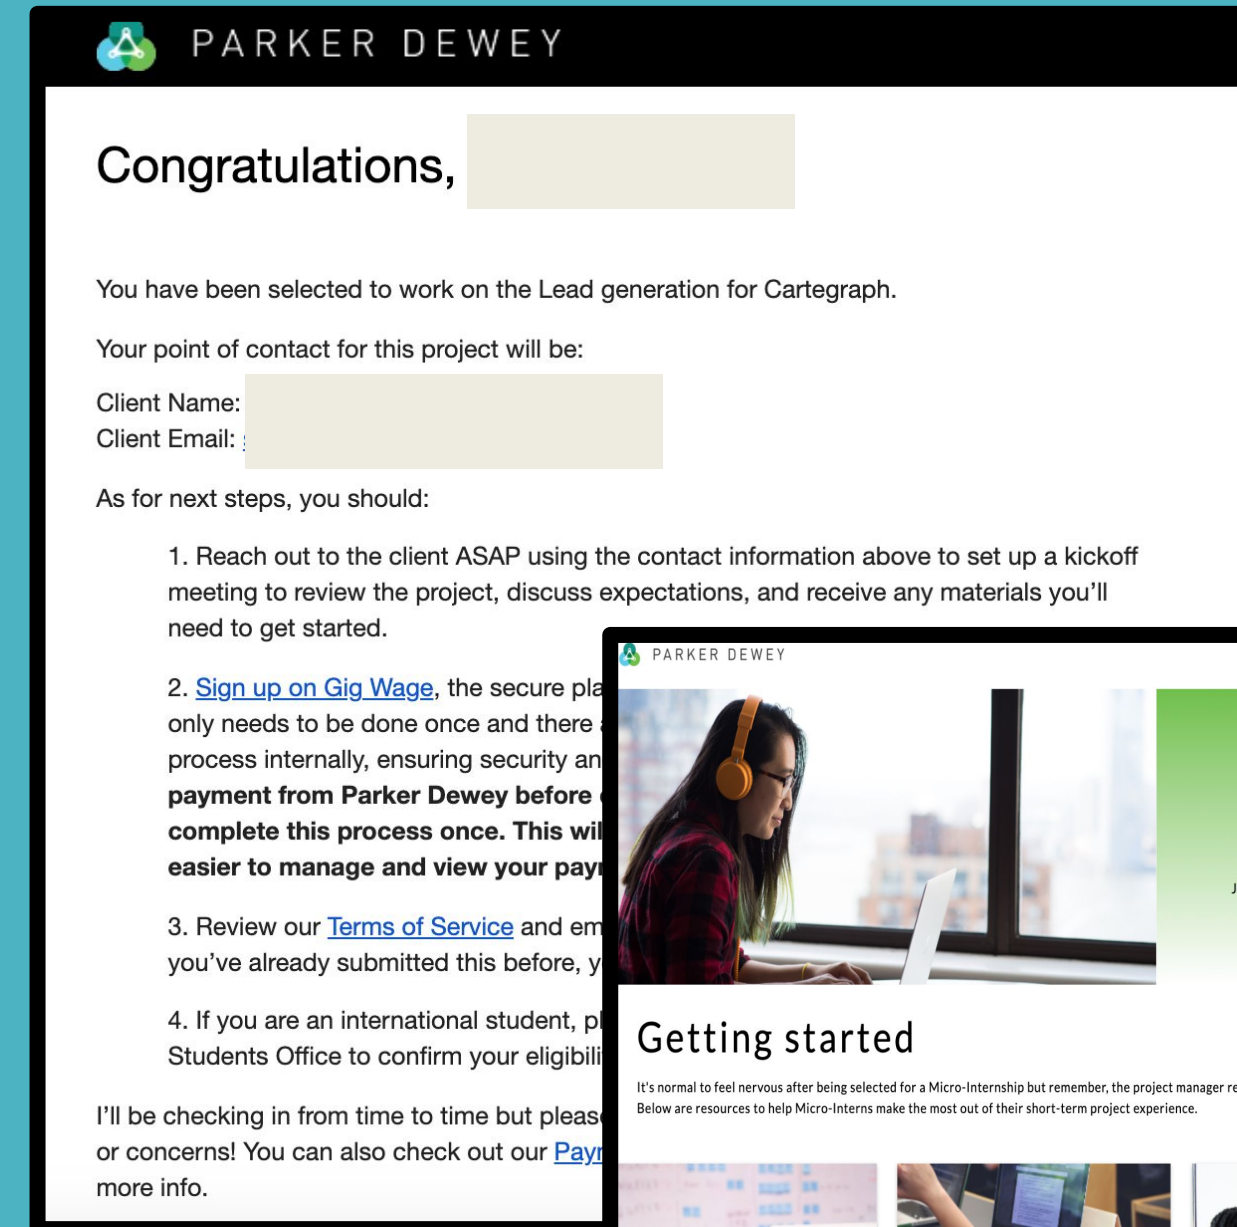 PARKER DEWEY
Congratulations,
You have been selected to work on the Lead generation for Cartegraph.
Your point of contact for this project will be:
Client Name:
Client Email:
As for next steps, you should:
1. Reach out to the client ASAP using the contact information above to set up a kickoff
meeting to review the project, discuss expectations, and receive any materials you’ll
need to get started.
2. Sign up on Gig Wage, the secure pla
only needs to be done once and there
process internally, ensuring security an
payment from Parker Dewey before
complete this process once. This wil
easier to manage and view your pay
3. Review our Terms of Service and em
you’ve already submitted this before, y
4. If you are an international student, pl
Students Office to confirm your eligibili
I’ll be checking in from time to time but pleas
or concerns! You can also check out our Pay
more info.
PARKER DEWEY
J
Getting started
It's normal to feel nervous after being selected for a Micro-Internship but remember, the project manager re
Below are resources to help Micro-Interns make the most out of their short-term project experience.